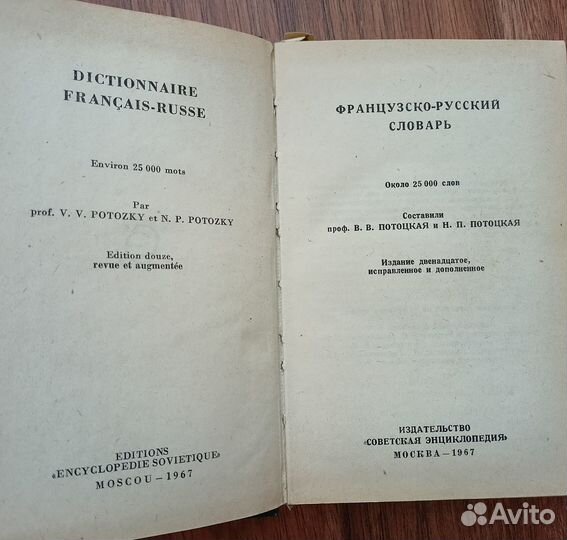 DICTIONNAIRE
FRANÇAIS-RUSSE
Environ 25 000 mots
Par
prof. V. V. POTOZKY et N. P. POTOZKY
Edition douze,
revue et augmentée
EDITIONS
«ENCYCLOPEDIE SOVIETIQUE»
MOSCOU — 1967
ФРАНЦУЗСКО-РУССКИЙ
СЛОВАРЬ
Около 25 000 слов
Составили
проф. В. В. ПОТОЦКАЯ и Н. П. ПОТОЦКАЯ
Издание двенадцатое,
исправленное и дополненное
ИЗДАТЕЛЬСТВО
«СОВЕТСКАЯ ЭНЦИКЛОПЕДИЯ»
МОСКВА — 1967
Avito